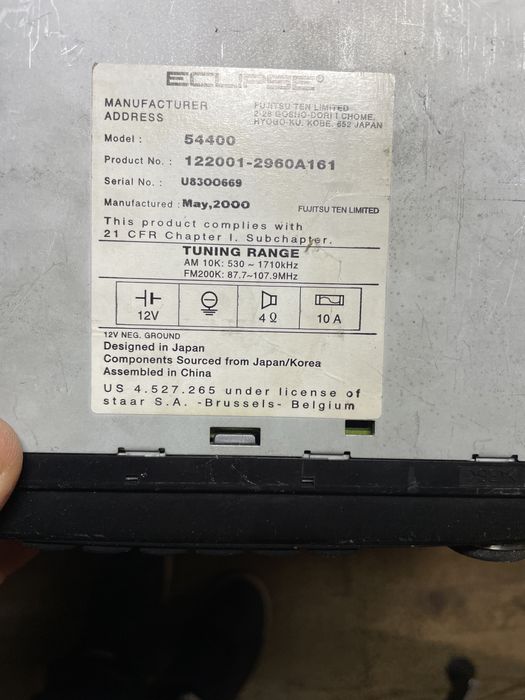 ECLIPSE®
MANUFACTURER ADDRESS
FUJITSU TEN LIMITED
2-28 GOSHO-DORI 1 CHOME,
HYOGO-KU, KOBE, 652 JAPAN
Model : 54400
Product No. : 122001-2960A161
Serial No. : U8300669
Manufactured : May,2000
FUJITSU TEN LIMITED
This product complies with
21 CFR Chapter I, Subchapter.
TUNING RANGE
AM 10K: 530 ~ 1710kHz
FM200K: 87.7~107.9MHz
12V
4 Ω
10 A
12V NEG. GROUND
Designed in Japan
Components Sourced from Japan/Korea
Assembled in China
US 4.527.265 under license of
staar S.A. -Brussels- Belgium